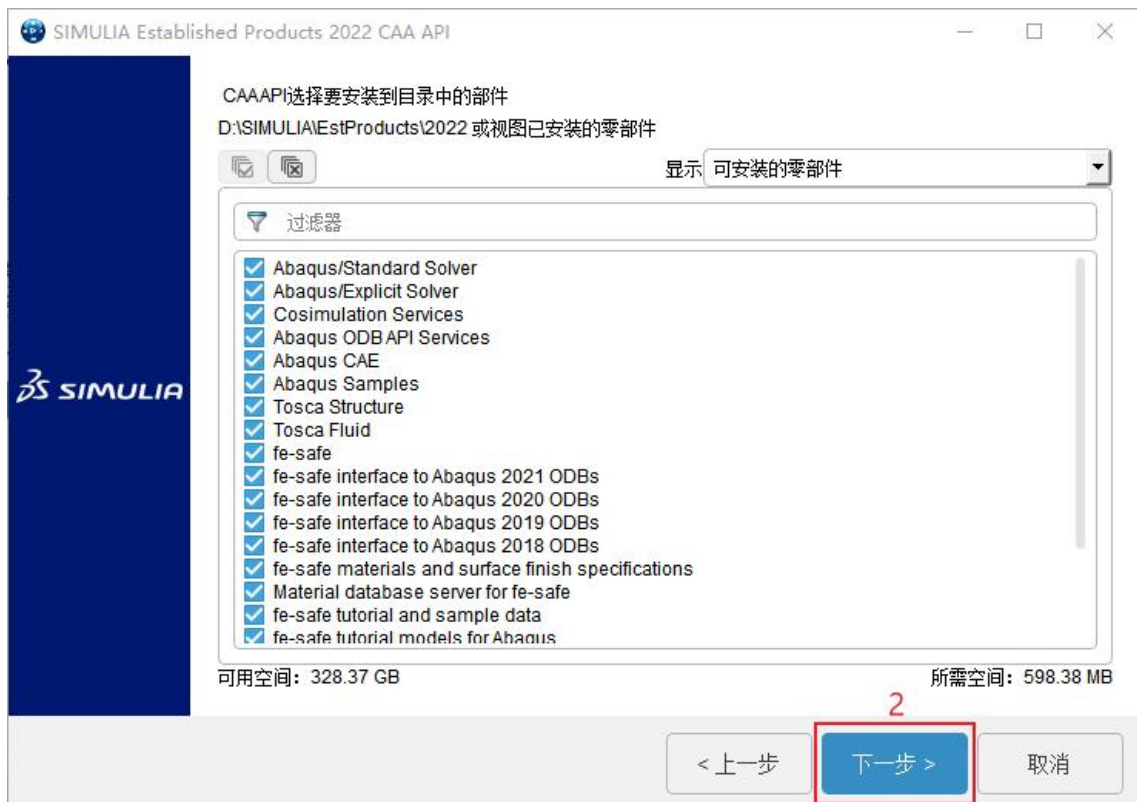 SIMULIA Established Products 2022 CAA API
CAAAPI选择要安装到目录中的部件
D:\SIMULIA\EstProducts\2022 或视图已安装的零部件
显示 可安装的零部件
过滤器
Abaqus/Standard Solver
Abaqus/Explicit Solver
Cosimulation Services
Abaqus ODB API Services
Abaqus CAE
Abaqus Samples
Tosca Structure
Tosca Fluid
fe-safe
fe-safe interface to Abaqus 2021 ODBs
fe-safe interface to Abaqus 2020 ODBs
fe-safe interface to Abaqus 2019 ODBs
fe-safe interface to Abaqus 2018 ODBs
fe-safe materials and surface finish specifications
Material database server for fe-safe
fe-safe tutorial and sample data
fe-safe tutorial models for Abaqus
SIMULIA
可用空间：328.37 GB 所需空间：598.38 MB
2
< 上一步 下一步 > 取消